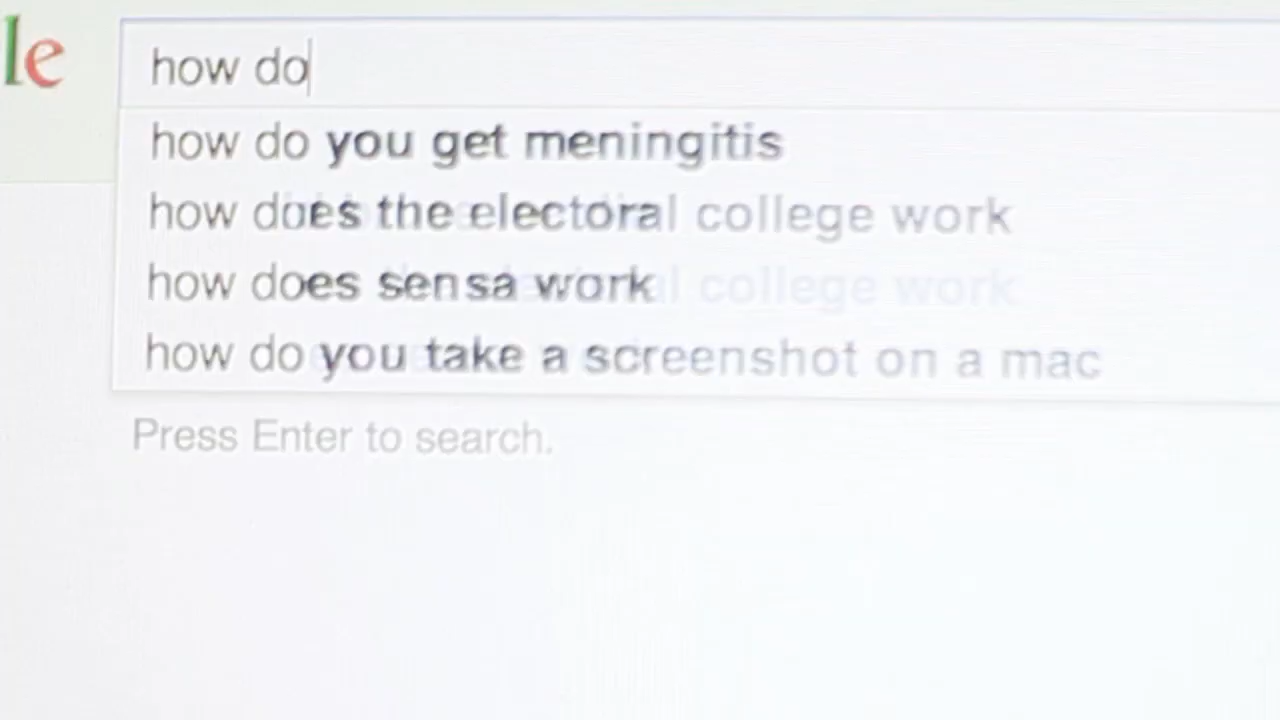 le
how do
how do you get meningitis
how does the electoral college work
how does sensa work
how do you take a screenshot on a mac
Press Enter to search.